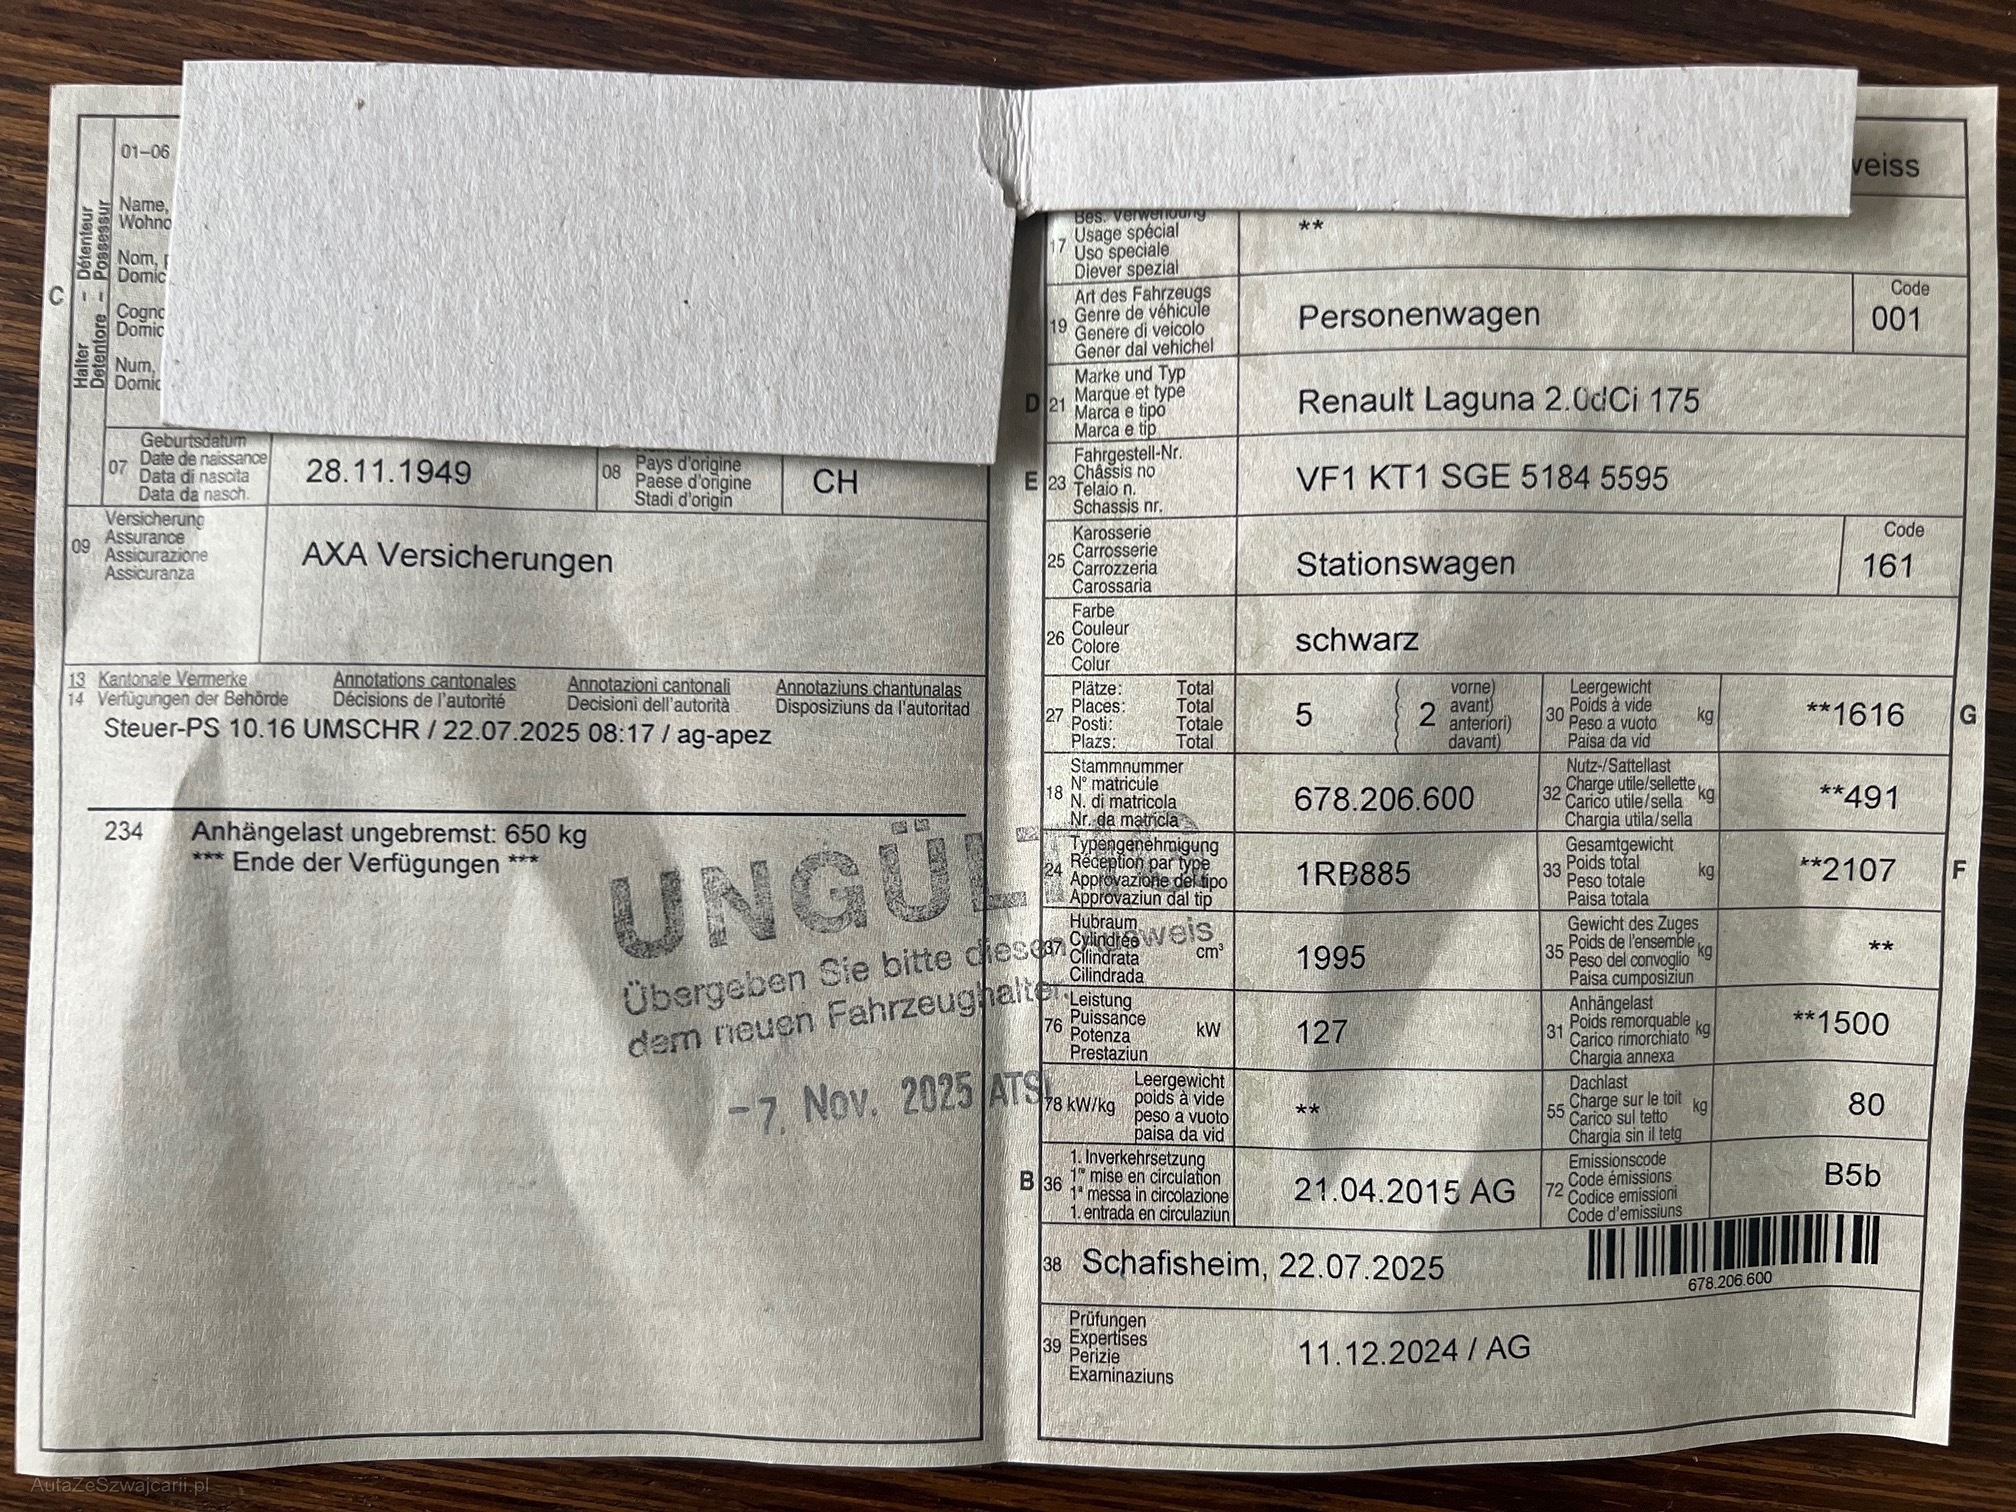 C
Halter – Détenteur
Detentore – Possessur
01–06
Name,
Wohno
Nom, p
Domic
Cogno
Domic
Num,
Domic
07
Geburtsdatum
Date de naissance
Data di nascita
Data da nasch.
28.11.1949
08
Pays d'origine
Paese d'origine
Stadi d'origin
CH
09
Versicherung
Assurance
Assicurazione
Assicuranza
AXA Versicherungen
13 Kantonale Vermerke Annotations cantonales Annotazioni cantonali Annotaziuns chantunalas
14 Verfügungen der Behörde Décisions de l'autorité Decisioni dell'autorità Disposiziuns da l'autoritad
Steuer-PS 10.16 UMSCHR / 22.07.2025 08:17 / ag-apez
234 Anhängelast ungebremst: 650 kg
*** Ende der Verfügungen ***
UNGÜLTIG
Übergeben Sie bitte diesen Ausweis
dem neuen Fahrzeughalter.
-7. Nov. 2025 ATS
weiss
17
Bes. Verwendung
Usage spécial
Uso speciale
Diever spezial
**
19
Art des Fahrzeugs
Genre de véhicule
Genere di veicolo
Gener dal vehichel
Personenwagen
Code
001
D 21
Marke und Typ
Marque et type
Marca e tipo
Marca e tip
Renault Laguna 2.0dCi 175
E 23
Fahrgestell-Nr.
Châssis no
Telaio n.
Schassis nr.
VF1 KT1 SGE 5184 5595
25
Karosserie
Carrosserie
Carrozzeria
Carossaria
Stationswagen
Code
161
26
Farbe
Couleur
Colore
Colur
schwarz
27
Plätze: Total
Places: Total
Posti: Totale
Plazs: Total
5
2
vorne)
avant)
anteriori)
davant)
30
Leergewicht
Poids à vide
Peso a vuoto
Paisa da vid
kg
**1616
G
18
Stammnummer
N° matricule
N. di matricola
Nr. da matricla
678.206.600
32
Nutz-/Sattellast
Charge utile/sellette
Carico utile/sella
Chargia utila/sella
kg
**491
24
Typengenehmigung
Réception par type
Approvazione del tipo
Approvaziun dal tip
1RB885
33
Gesamtgewicht
Poids total
Peso totale
Paisa totala
kg
**2107
F
37
Hubraum
Cylindrée
Cilindrata
Cilindrada
cm³
1995
35
Gewicht des Zuges
Poids de l'ensemble
Peso del convoglio
Paisa cumposiziun
kg
**
76
Leistung
Puissance
Potenza
Prestaziun
kW
127
31
Anhängelast
Poids remorquable
Carico rimorchiato
Chargia annexa
kg
**1500
78 kW/kg
Leergewicht
poids à vide
peso a vuoto
paisa da vid
**
55
Dachlast
Charge sur le toit
Carico sul tetto
Chargia sin il tetg
kg
80
B 36
1. Inverkehrsetzung
1re mise en circulation
1a messa in circolazione
1. entrada en circulaziun
21.04.2015 AG
72
Emissionscode
Code émissions
Codice emissioni
Code d'emissiuns
B5b
38
Schafisheim, 22.07.2025
678.206.600
39
Prüfungen
Expertises
Perizie
Examinaziuns
11.12.2024 / AG
AutaZeSzwajcarii.pl